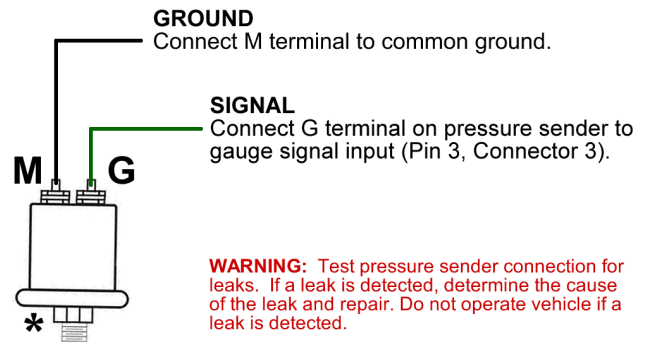 GROUND
Connect M terminal to common ground.
SIGNAL
Connect G terminal on pressure sender to
gauge signal input (Pin 3, Connector 3).
M G
WARNING:  Test pressure sender connection for
leaks.  If a leak is detected, determine the cause
of the leak and repair. Do not operate vehicle if a
leak is detected.
*